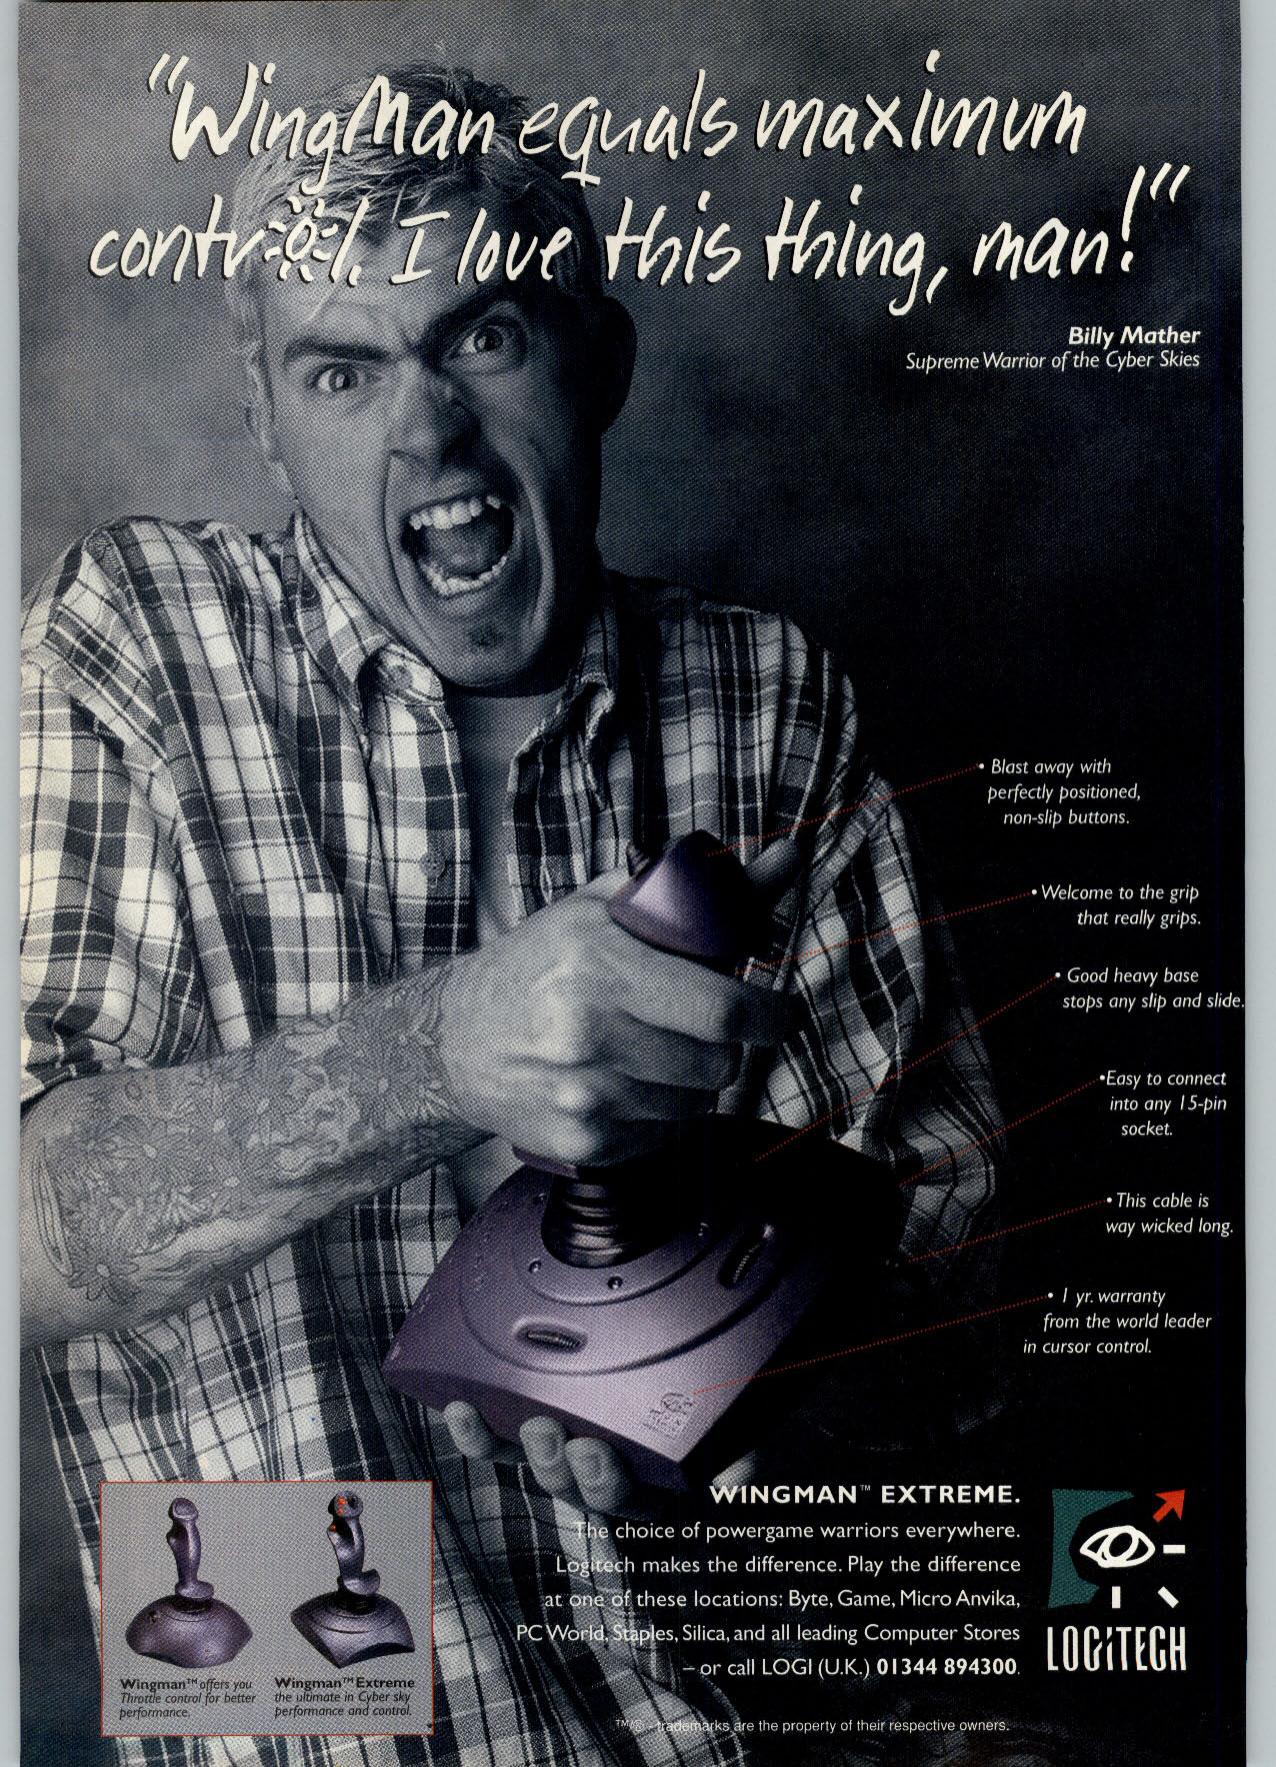 "WingMan equals maximum
control. I love this thing, man!"
Billy Mather
Supreme Warrior of the Cyber Skies
• Blast away with
perfectly positioned,
non-slip buttons.
• Welcome to the grip
that really grips.
• Good heavy base
stops any slip and slide.
•Easy to connect
into any 15-pin
socket.
• This cable is
way wicked long.
• 1 yr. warranty
from the world leader
in cursor control.
WINGMAN™ EXTREME.
The choice of powergame warriors everywhere.
Logitech makes the difference. Play the difference
at one of these locations: Byte, Game, Micro Anvika,
PC World, Staples, Silica, and all leading Computer Stores
– or call LOGI (U.K.) 01344 894300.
LOGiTECH
Wingman™ offers you
Throttle control for better
performance.
Wingman™ Extreme
the ultimate in Cyber sky
performance and control.
™/® - trademarks are the property of their respective owners.